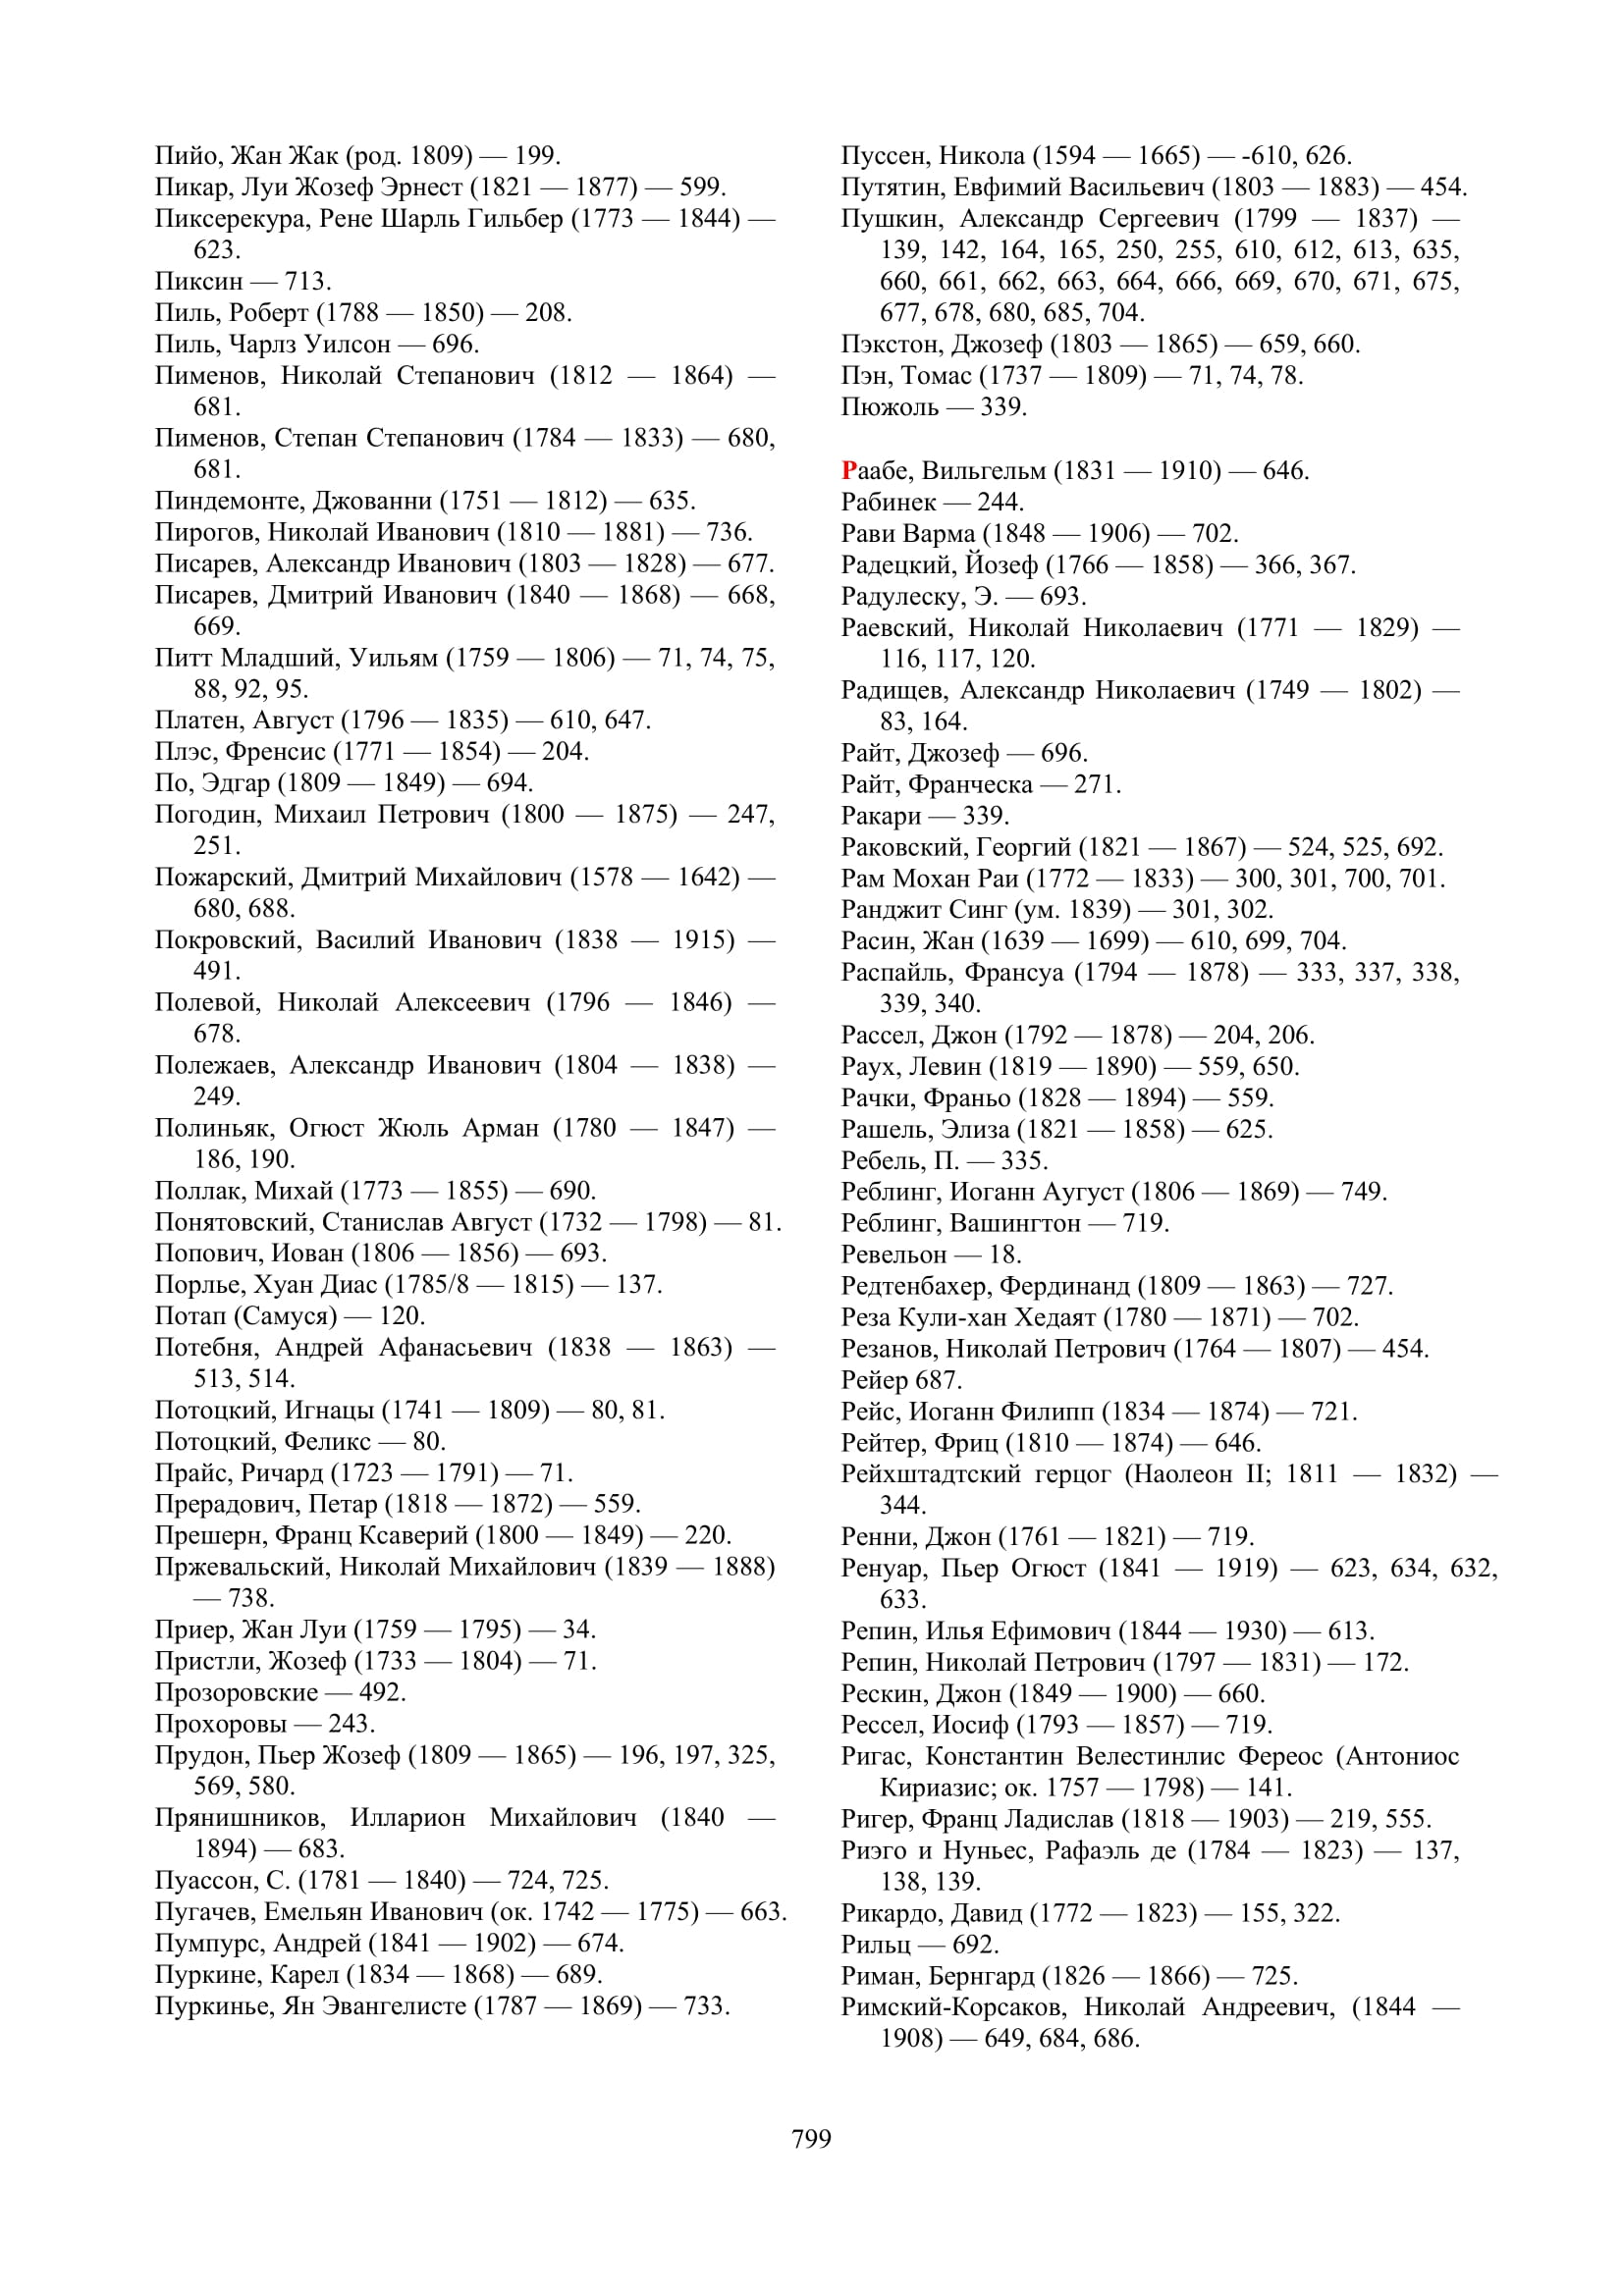 Пийо, Жан Жак (род. 1809) — 199.
Пикар, Луи Жозеф Эрнест (1821 — 1877) — 599.
Пиксерекура, Рене Шарль Гильбер (1773 — 1844) —
623.
Пиксин — 713.
Пиль, Роберт (1788 — 1850) — 208.
Пиль, Чарлз Уилсон — 696.
Пименов, Николай Степанович (1812 — 1864) —
681.
Пименов, Степан Степанович (1784 — 1833) — 680,
681.
Пиндемонте, Джованни (1751 — 1812) — 635.
Пирогов, Николай Иванович (1810 — 1881) — 736.
Писарев, Александр Иванович (1803 — 1828) — 677.
Писарев, Дмитрий Иванович (1840 — 1868) — 668,
669.
Питт Младший, Уильям (1759 — 1806) — 71, 74, 75,
88, 92, 95.
Платен, Август (1796 — 1835) — 610, 647.
Плэс, Френсис (1771 — 1854) — 204.
По, Эдгар (1809 — 1849) — 694.
Погодин, Михаил Петрович (1800 — 1875) — 247,
251.
Пожарский, Дмитрий Михайлович (1578 — 1642) —
680, 688.
Покровский, Василий Иванович (1838 — 1915) —
491.
Полевой, Николай Алексеевич (1796 — 1846) —
678.
Полежаев, Александр Иванович (1804 — 1838) —
249.
Полиньяк, Огюст Жюль Арман (1780 — 1847) —
186, 190.
Поллак, Михай (1773 — 1855) — 690.
Понятовский, Станислав Август (1732 — 1798) — 81.
Попович, Иован (1806 — 1856) — 693.
Порлье, Хуан Диас (1785/8 — 1815) — 137.
Потап (Самуся) — 120.
Потебня, Андрей Афанасьевич (1838 — 1863) —
513, 514.
Потоцкий, Игнацы (1741 — 1809) — 80, 81.
Потоцкий, Феликс — 80.
Прайс, Ричард (1723 — 1791) — 71.
Прерадович, Петар (1818 — 1872) — 559.
Прешерн, Франц Ксаверий (1800 — 1849) — 220.
Пржевальский, Николай Михайлович (1839 — 1888)
— 738.
Приер, Жан Луи (1759 — 1795) — 34.
Пристли, Жозеф (1733 — 1804) — 71.
Прозоровские — 492.
Прохоровы — 243.
Прудон, Пьер Жозеф (1809 — 1865) — 196, 197, 325,
569, 580.
Прянишников, Илларион Михайлович (1840 —
1894) — 683.
Пуассон, С. (1781 — 1840) — 724, 725.
Пугачев, Емельян Иванович (ок. 1742 — 1775) — 663.
Пумпурс, Андрей (1841 — 1902) — 674.
Пуркине, Карел (1834 — 1868) — 689.
Пуркинье, Ян Эвангелисте (1787 — 1869) — 733.
Пуссен, Никола (1594 — 1665) — -610, 626.
Путятин, Евфимий Васильевич (1803 — 1883) — 454.
Пушкин, Александр Сергеевич (1799 — 1837) —
139, 142, 164, 165, 250, 255, 610, 612, 613, 635,
660, 661, 662, 663, 664, 666, 669, 670, 671, 675,
677, 678, 680, 685, 704.
Пэкстон, Джозеф (1803 — 1865) — 659, 660.
Пэн, Томас (1737 — 1809) — 71, 74, 78.
Пюжоль — 339.
Раабе, Вильгельм (1831 — 1910) — 646.
Рабинек — 244.
Рави Варма (1848 — 1906) — 702.
Радецкий, Йозеф (1766 — 1858) — 366, 367.
Радулеску, Э. — 693.
Раевский, Николай Николаевич (1771 — 1829) —
116, 117, 120.
Радищев, Александр Николаевич (1749 — 1802) —
83, 164.
Райт, Джозеф — 696.
Райт, Франческа — 271.
Ракари — 339.
Раковский, Георгий (1821 — 1867) — 524, 525, 692.
Рам Мохан Раи (1772 — 1833) — 300, 301, 700, 701.
Ранджит Синг (ум. 1839) — 301, 302.
Расин, Жан (1639 — 1699) — 610, 699, 704.
Распайль, Франсуа (1794 — 1878) — 333, 337, 338,
339, 340.
Рассел, Джон (1792 — 1878) — 204, 206.
Раух, Левин (1819 — 1890) — 559, 650.
Рачки, Франьо (1828 — 1894) — 559.
Рашель, Элиза (1821 — 1858) — 625.
Ребель, П. — 335.
Реблинг, Иоганн Аугуст (1806 — 1869) — 749.
Реблинг, Вашингтон — 719.
Ревельон — 18.
Редтенбахер, Фердинанд (1809 — 1863) — 727.
Реза Кули-хан Хедаят (1780 — 1871) — 702.
Резанов, Николай Петрович (1764 — 1807) — 454.
Рейер 687.
Рейс, Иоганн Филипп (1834 — 1874) — 721.
Рейтер, Фриц (1810 — 1874) — 646.
Рейхштадтский герцог (Наолеон II; 1811 — 1832) —
344.
Ренни, Джон (1761 — 1821) — 719.
Ренуар, Пьер Огюст (1841 — 1919) — 623, 634, 632,
633.
Репин, Илья Ефимович (1844 — 1930) — 613.
Репин, Николай Петрович (1797 — 1831) — 172.
Рескин, Джон (1849 — 1900) — 660.
Рессел, Иосиф (1793 — 1857) — 719.
Ригас, Константин Велестинлис Фереос (Антониос
Кириазис; ок. 1757 — 1798) — 141.
Ригер, Франц Ладислав (1818 — 1903) — 219, 555.
Риэго и Нуньес, Рафаэль де (1784 — 1823) — 137,
138, 139.
Рикардо, Давид (1772 — 1823) — 155, 322.
Рильц — 692.
Риман, Бернгард (1826 — 1866) — 725.
Римский-Корсаков, Николай Андреевич, (1844 —
1908) — 649, 684, 686.
799